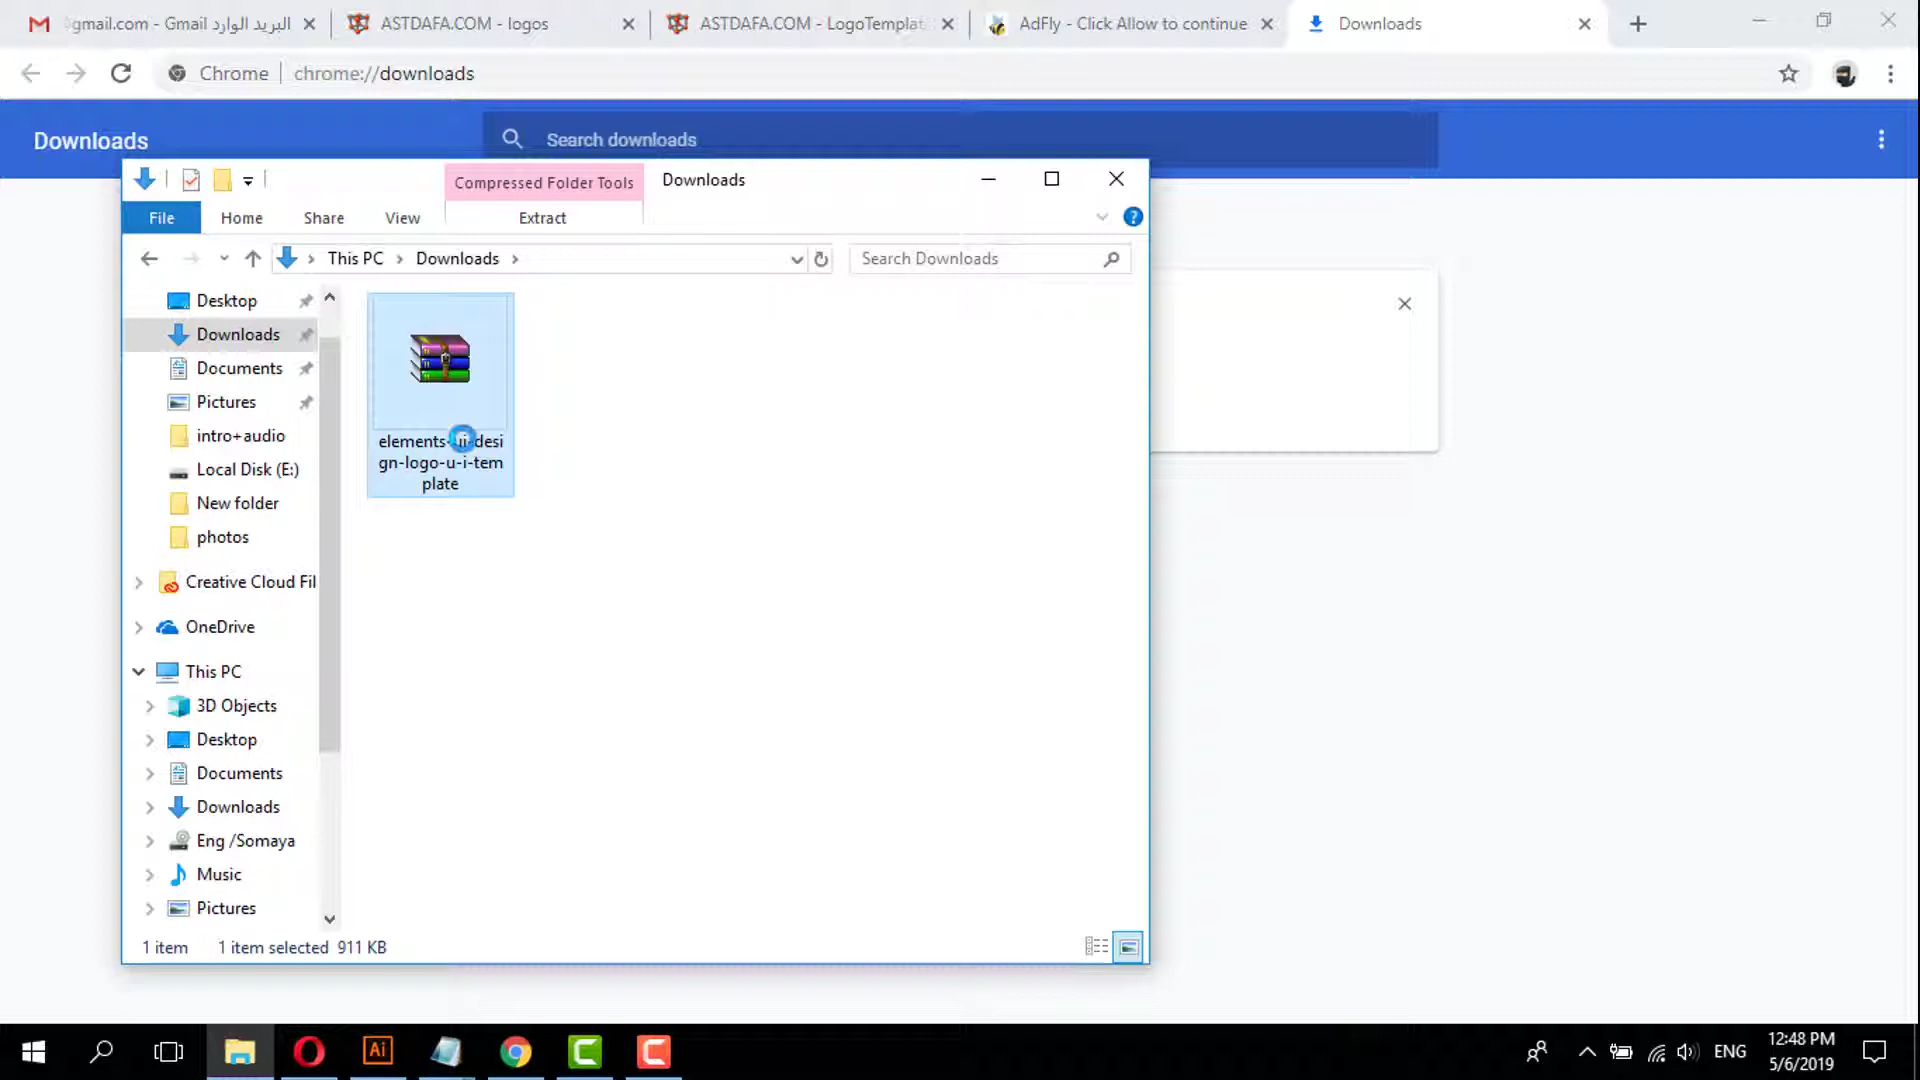 gmail.com - Gmail البريد الوارد
ASTDAFA.COM - logos
ASTDAFA.COM - LogoTemplat
AdFly - Click Allow to continue
Downloads
Chrome
chrome://downloads
Downloads
Search downloads
Compressed Folder Tools
Downloads
File
Home
Share
View
Extract
This PC
Downloads
Search Downloads
Desktop
Downloads
Documents
Pictures
intro+audio
Local Disk (E:)
New folder
photos
Creative Cloud Fil
OneDrive
This PC
3D Objects
Desktop
Documents
Downloads
Eng /Somaya
Music
Pictures
elements-ui-desi
gn-logo-u-i-tem
plate
1 item
1 item selected 911 KB
Ai
ENG
12:48 PM
5/6/2019